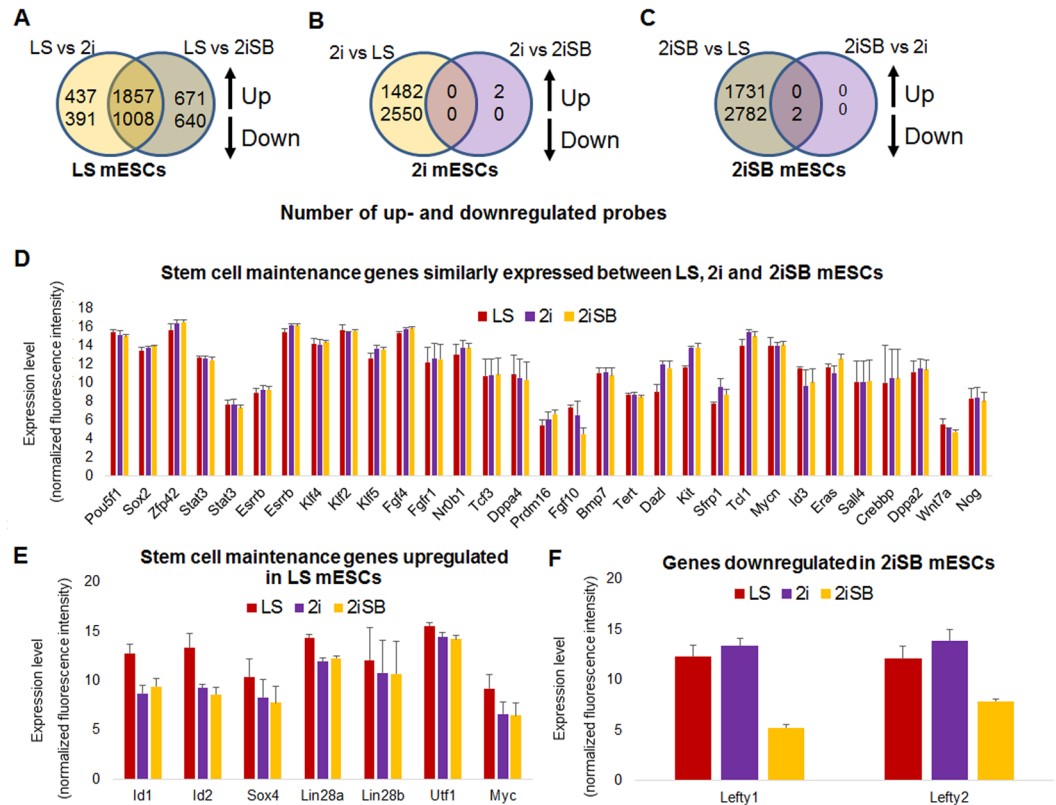 A
LS vs 2i
LS vs 2iSB
437 1857 671
391 1008 640
Up
Down
LS mESCs
B
2i vs LS
2i vs 2iSB
1482 0 2
2550 0 0
Up
Down
2i mESCs
C
2iSB vs LS
2iSB vs 2i
1731 0 0
2782 2 0
Up
Down
2iSB mESCs
Number of up- and downregulated probes
D
Stem cell maintenance genes similarly expressed between LS, 2i and 2iSB mESCs
LS 2i 2iSB
Expression level
(normalized fluorescence intensity)
18
16
14
12
10
8
6
4
2
0
Pou5f1
Sox2
Zfp42
Stat3
Stat3
Esrrb
Esrrb
Klf4
Klf2
Klf5
Fgf4
Fgfr1
Nr0b1
Tcf3
Dppa4
Prdm16
Fgf10
Bmp7
Tert
Dazl
Kit
Sfrp1
Tcl1
Mycn
Id3
Eras
Sall4
Crebbp
Dppa2
Wnt7a
Nog
E
Stem cell maintenance genes upregulated
in LS mESCs
LS 2i 2iSB
Expression level
(normalized fluorescence intensity)
20
15
10
5
0
Id1 Id2 Sox4 Lin28a Lin28b Utf1 Myc
F
Genes downregulated in 2iSB mESCs
LS 2i 2iSB
Expression level
(normalized fluorescence intensity)
20
15
10
5
0
Lefty1 Lefty2